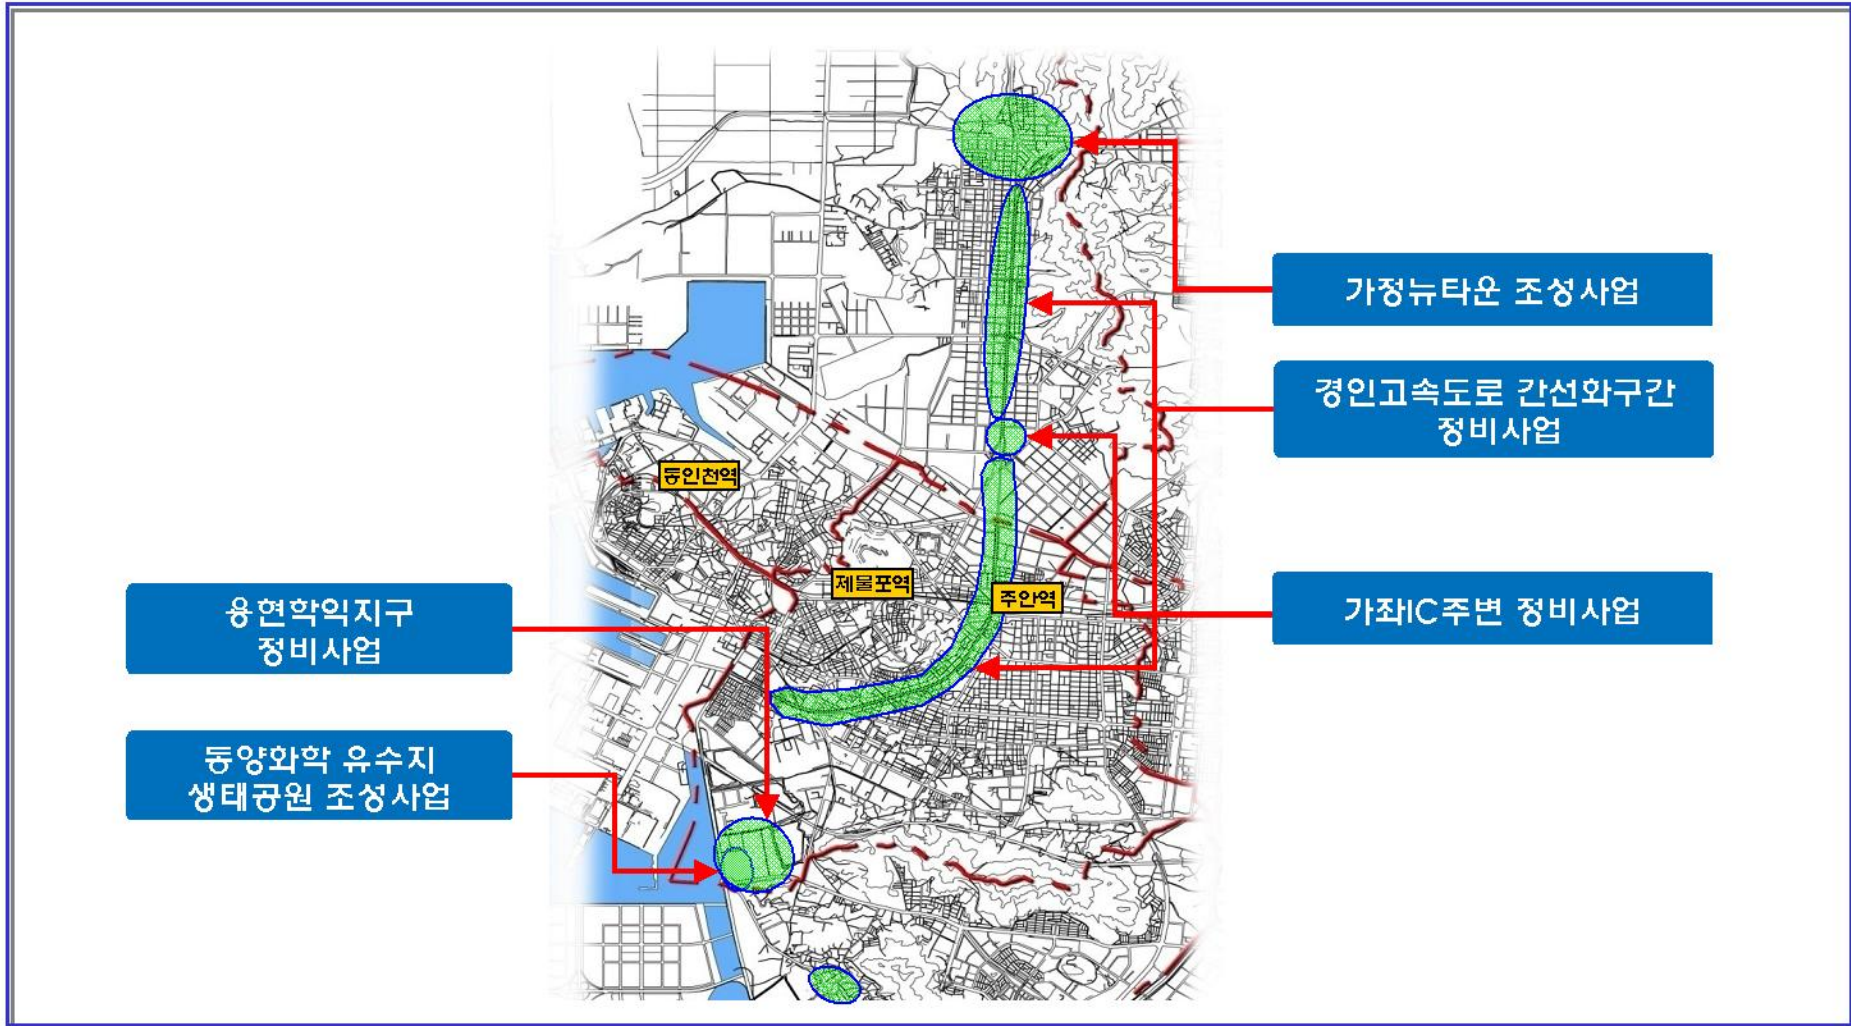 가정뉴타운 조성사업
경인고속도로 간선화구간
정비사업
동인천역
제물포역
주안역
가좌IC주변 정비사업
용현학익지구
정비사업
동양화학 유수지
생태공원 조성사업